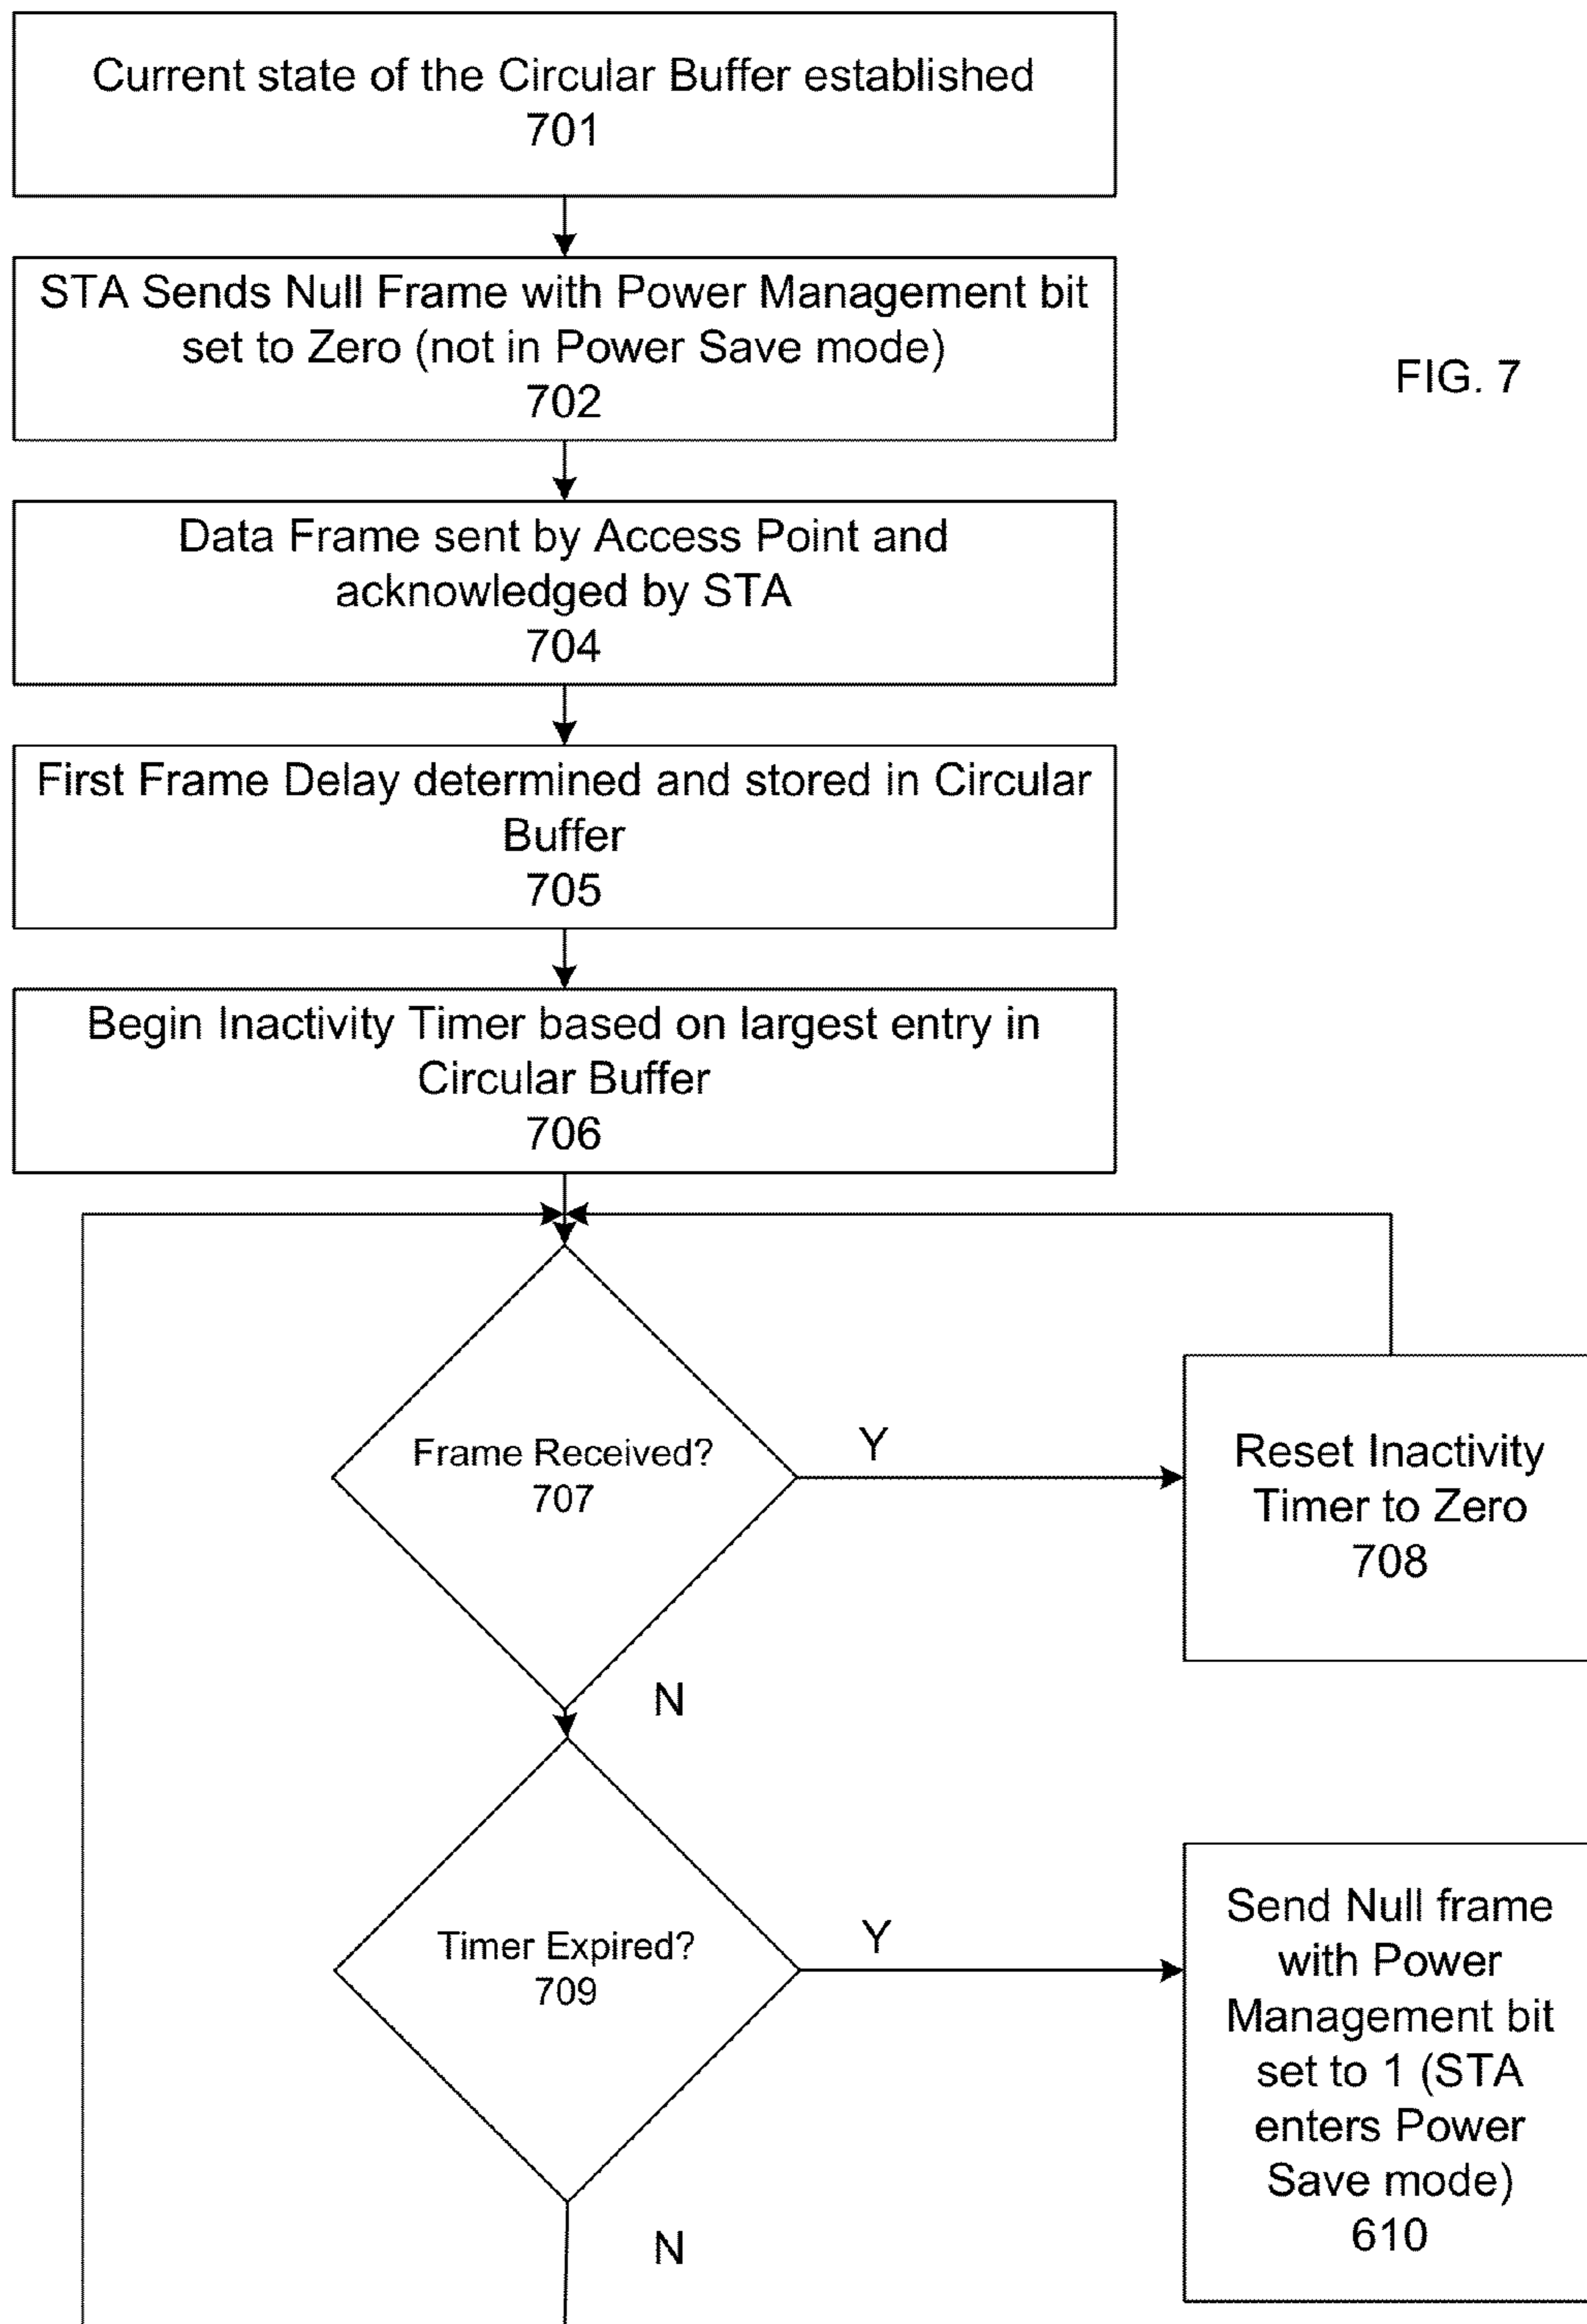 Current state of the Circular Buffer established
701
STA Sends Null Frame with Power Management bit
set to Zero (not in Power Save mode)
702
FIG. 7
Data Frame sent by Access Point and
acknowledged by STA
704
First Frame Delay determined and stored in Circular
Buffer
705
Begin Inactivity Timer based on largest entry in
Circular Buffer
706
Frame Received?
707
Y
Reset Inactivity
Timer to Zero
708
N
Timer Expired?
709
Y
Send Null frame
with Power
Management bit
set to 1 (STA
enters Power
Save mode)
610
N